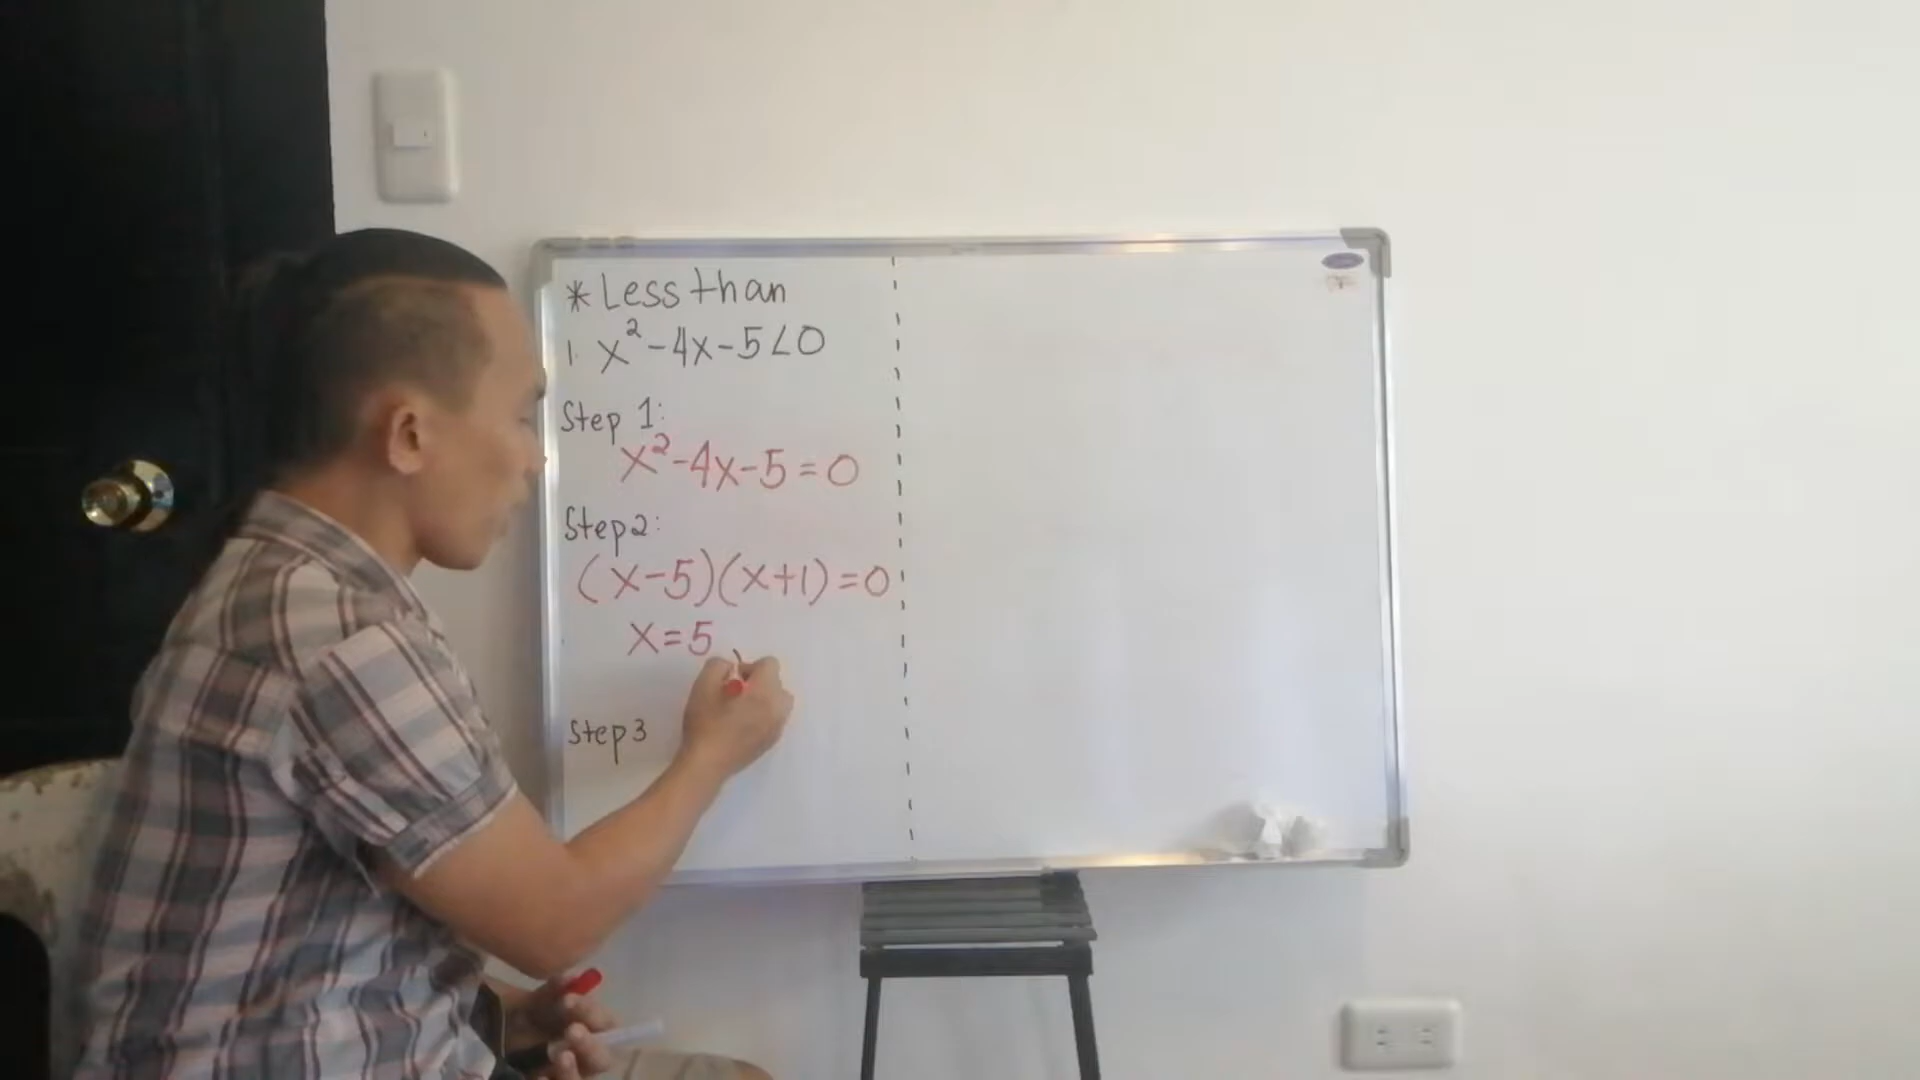 * Less than
1. x² - 4x - 5 < 0
Step 1:
x² - 4x - 5 = 0
Step 2:
(x - 5)(x + 1) = 0
x = 5
Step 3